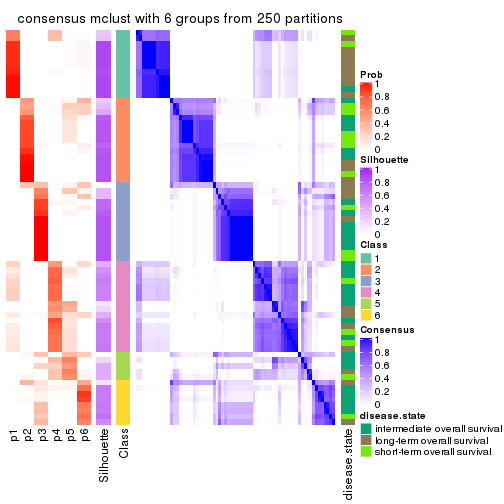 consensus mclust with 6 groups from 250 partitions
Prob
1
0.8
0.6
0.4
0.2
0
Silhouette
1
0.8
0.6
0.4
0.2
0
Class
1
2
3
4
5
6
Consensus
1
0.8
0.6
0.4
0.2
0
disease.state
intermediate overall survival
long-term overall survival
short-term overall survival
p1
p2
p3
p4
p5
p6
Silhouette
Class
disease.state